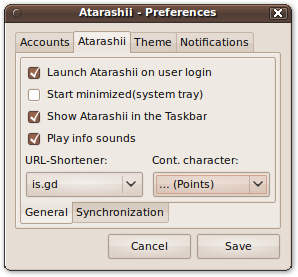 Atarashii - Preferences
Accounts Atarashii Theme Notifications
Launch Atarashii on user login
Start minimized(system tray)
Show Atarashii in the Taskbar
Play info sounds
URL-Shortener: Cont. character:
is.gd ... (Points)
General Synchronization
Cancel Save